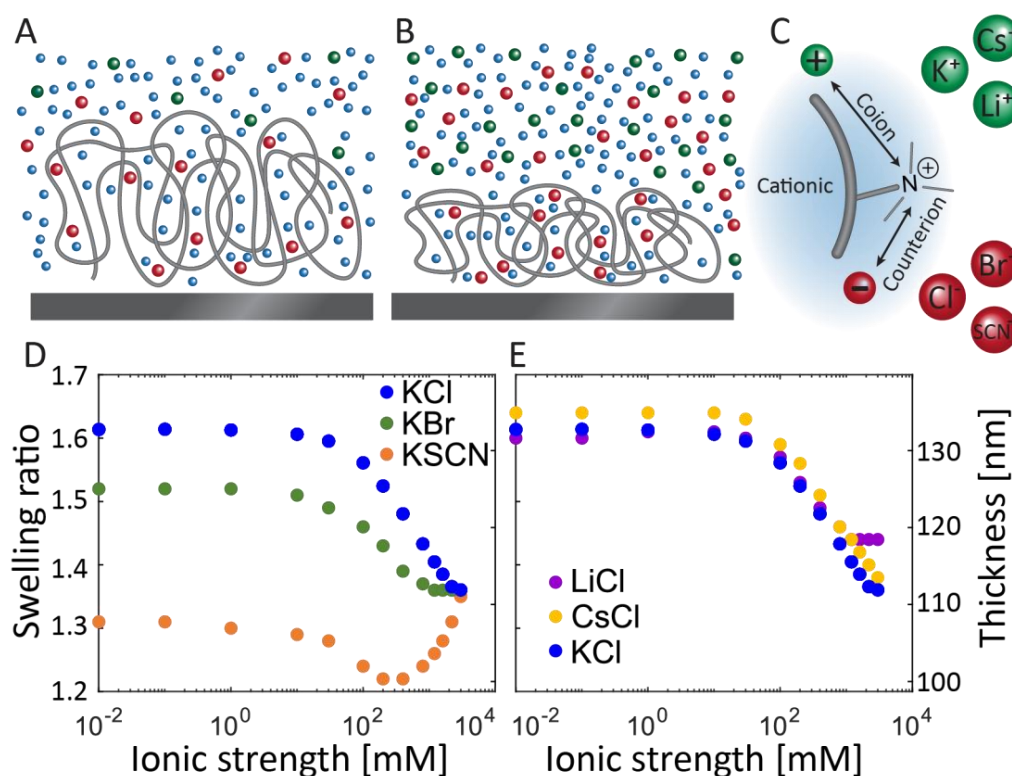 A
B
C
+
Coion
Cationic
N
+
Counterion
−
K+
Cs+
Li+
Br-
Cl-
SCN-
D
1.7
1.6
1.5
1.4
1.3
1.2
Swelling ratio
KCl
KBr
KSCN
10-2
100
102
104
Ionic strength [mM]
E
LiCl
CsCl
KCl
130
120
110
100
Thickness [nm]
10-2
100
102
104
Ionic strength [mM]